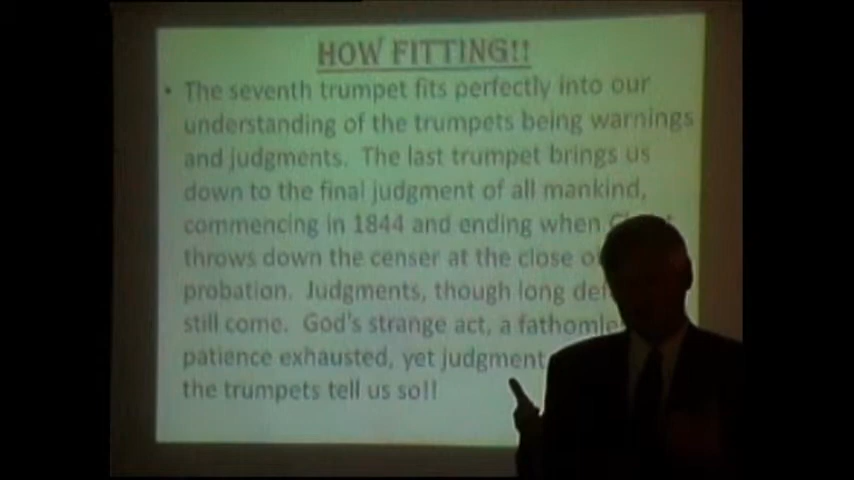 HOW FITTING!!
• The seventh trumpet fits perfectly into our
understanding of the trumpets being warnings
and judgments. The last trumpet brings us
down to the final judgment of all mankind,
commencing in 1844 and ending when
throws down the censer at the close
probation. Judgments, though long
still come. God's strange act, a
patience exhausted, yet judgment
the trumpets tell us so!!